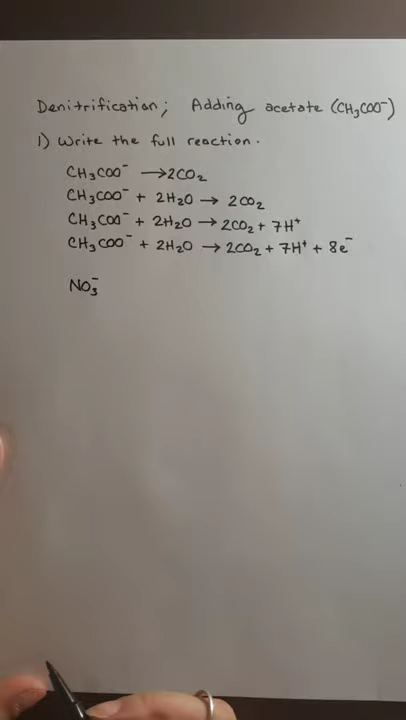 Denitrification; Adding acetate (CH₃COO⁻)
1) Write the full reaction.
CH₃COO⁻ → 2CO₂
CH₃COO⁻ + 2H₂O → 2CO₂
CH₃COO⁻ + 2H₂O → 2CO₂ + 7H⁺
CH₃COO⁻ + 2H₂O → 2CO₂ + 7H⁺ + 8e⁻
NO₃⁻